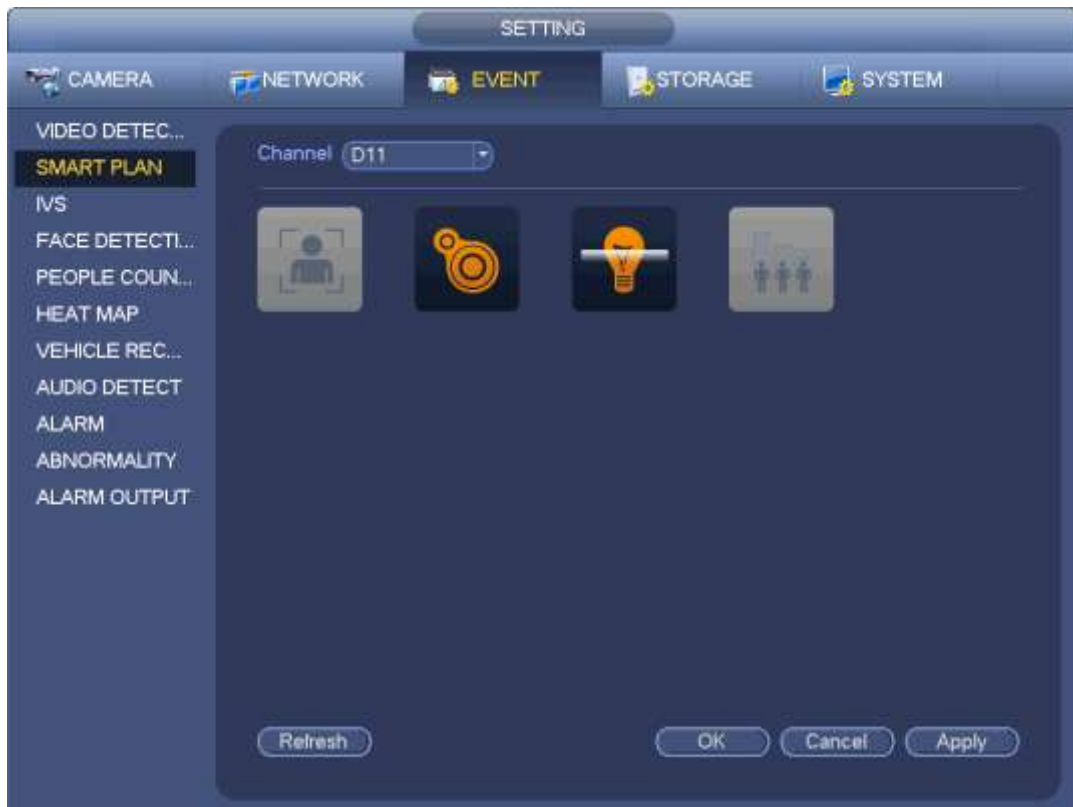 SETTING
CAMERA NETWORK EVENT STORAGE SYSTEM
VIDEO DETEC...
SMART PLAN
IVS
FACE DETECTI...
PEOPLE COUN...
HEAT MAP
VEHICLE REC...
AUDIO DETECT
ALARM
ABNORMALITY
ALARM OUTPUT
Channel D11
Refresh OK Cancel Apply